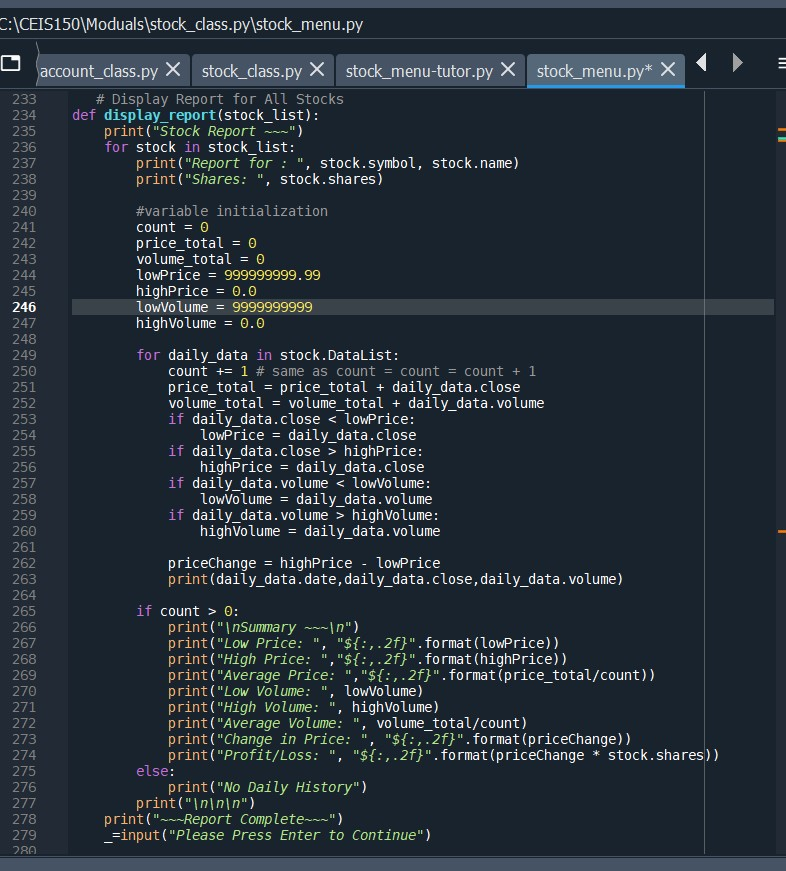 C:\CEIS150\Moduals\stock_class.py\stock_menu.py
account_class.py stock_class.py stock_menu-tutor.py stock_menu.py*
233    # Display Report for All Stocks
234 def display_report(stock_list):
235     print("Stock Report ~~~")
236     for stock in stock_list:
237         print("Report for : ", stock.symbol, stock.name)
238         print("Shares: ", stock.shares)
239
240         #variable initialization
241         count = 0
242         price_total = 0
243         volume_total = 0
244         lowPrice = 999999999.99
245         highPrice = 0.0
246         lowVolume = 9999999999
247         highVolume = 0.0
248
249         for daily_data in stock.DataList:
250             count += 1 # same as count = count = count + 1
251             price_total = price_total + daily_data.close
252             volume_total = volume_total + daily_data.volume
253             if daily_data.close < lowPrice:
254                 lowPrice = daily_data.close
255             if daily_data.close > highPrice:
256                 highPrice = daily_data.close
257             if daily_data.volume < lowVolume:
258                 lowVolume = daily_data.volume
259             if daily_data.volume > highVolume:
260                 highVolume = daily_data.volume
261
262             priceChange = highPrice - lowPrice
263             print(daily_data.date,daily_data.close,daily_data.volume)
264
265         if count > 0:
266             print("\nSummary ~~~\n")
267             print("Low Price: ", "${:,.2f}".format(lowPrice))
268             print("High Price: ","${:,.2f}".format(highPrice))
269             print("Average Price: ","${:,.2f}".format(price_total/count))
270             print("Low Volume: ", lowVolume)
271             print("High Volume: ", highVolume)
272             print("Average Volume: ", volume_total/count)
273             print("Change in Price: ", "${:,.2f}".format(priceChange))
274             print("Profit/Loss: ", "${:,.2f}".format(priceChange * stock.shares))
275         else:
276             print("No Daily History")
277         print("\n\n\n")
278     print("~~~Report Complete~~~")
279     _=input("Please Press Enter to Continue")
280